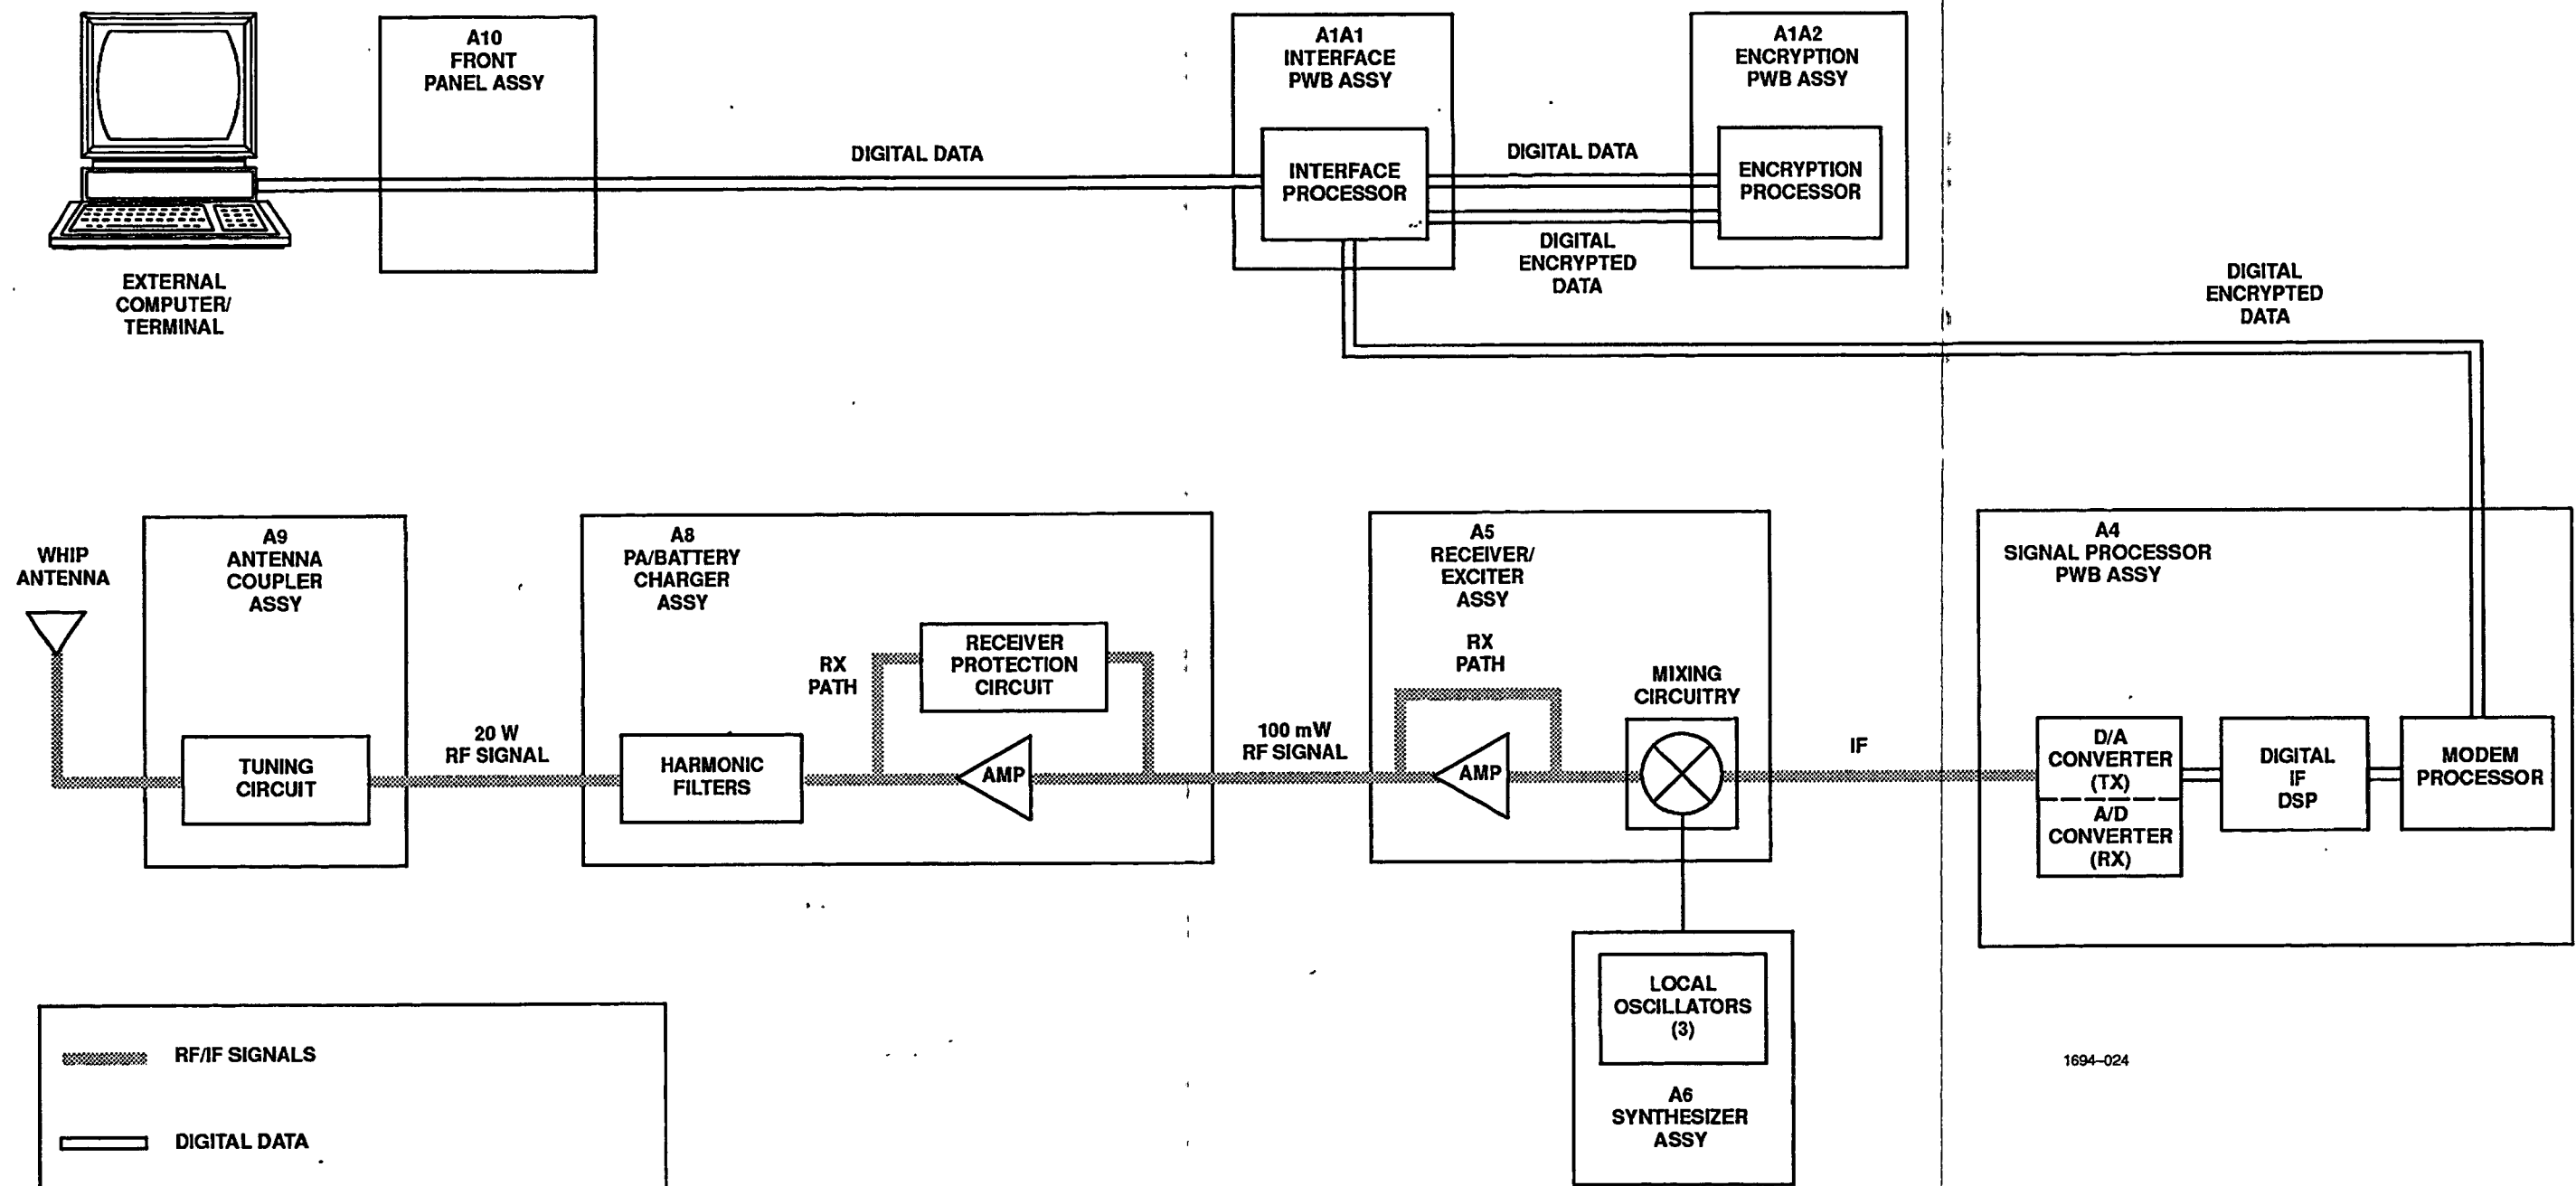 A10
FRONT
PANEL ASSY
A1A1
INTERFACE
PWB ASSY
A1A2
ENCRYPTION
PWB ASSY
DIGITAL DATA
INTERFACE
PROCESSOR
DIGITAL DATA
ENCRYPTION
PROCESSOR
DIGITAL
ENCRYPTED
DATA
EXTERNAL
COMPUTER/
TERMINAL
DIGITAL
ENCRYPTED
DATA
WHIP
ANTENNA
A9
ANTENNA
COUPLER
ASSY
TUNING
CIRCUIT
20 W
RF SIGNAL
A8
PA/BATTERY
CHARGER
ASSY
HARMONIC
FILTERS
RX
PATH
RECEIVER
PROTECTION
CIRCUIT
AMP
100 mW
RF SIGNAL
A5
RECEIVER/
EXCITER
ASSY
RX
PATH
AMP
MIXING
CIRCUITRY
IF
A4
SIGNAL PROCESSOR
PWB ASSY
D/A
CONVERTER
(TX)
A/D
CONVERTER
(RX)
DIGITAL
IF
DSP
MODEM
PROCESSOR
LOCAL
OSCILLATORS
(3)
A6
SYNTHESIZER
ASSY
RF/IF SIGNALS
DIGITAL DATA
1694–024